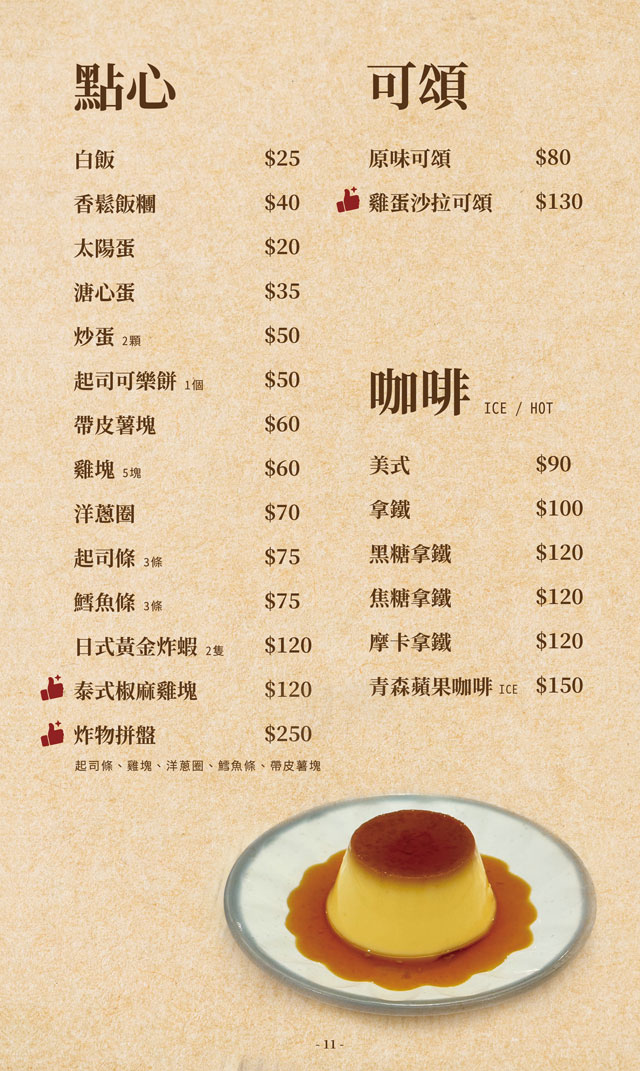 點心
白飯 $25
香鬆飯糰 $40
太陽蛋 $20
溏心蛋 $35
炒蛋 2顆 $50
起司可樂餅 1個 $50
帶皮薯塊 $60
雞塊 5塊 $60
洋蔥圈 $70
起司條 3條 $75
鱈魚條 3條 $75
日式黃金炸蝦 2隻 $120
泰式椒麻雞塊 $120
炸物拼盤 $250
起司條、雞塊、洋蔥圈、鱈魚條、帶皮薯塊
可頌
原味可頌 $80
雞蛋沙拉可頌 $130
咖啡 ICE / HOT
美式 $90
拿鐵 $100
黑糖拿鐵 $120
焦糖拿鐵 $120
摩卡拿鐵 $120
青森蘋果咖啡 ICE $150
- 11 -